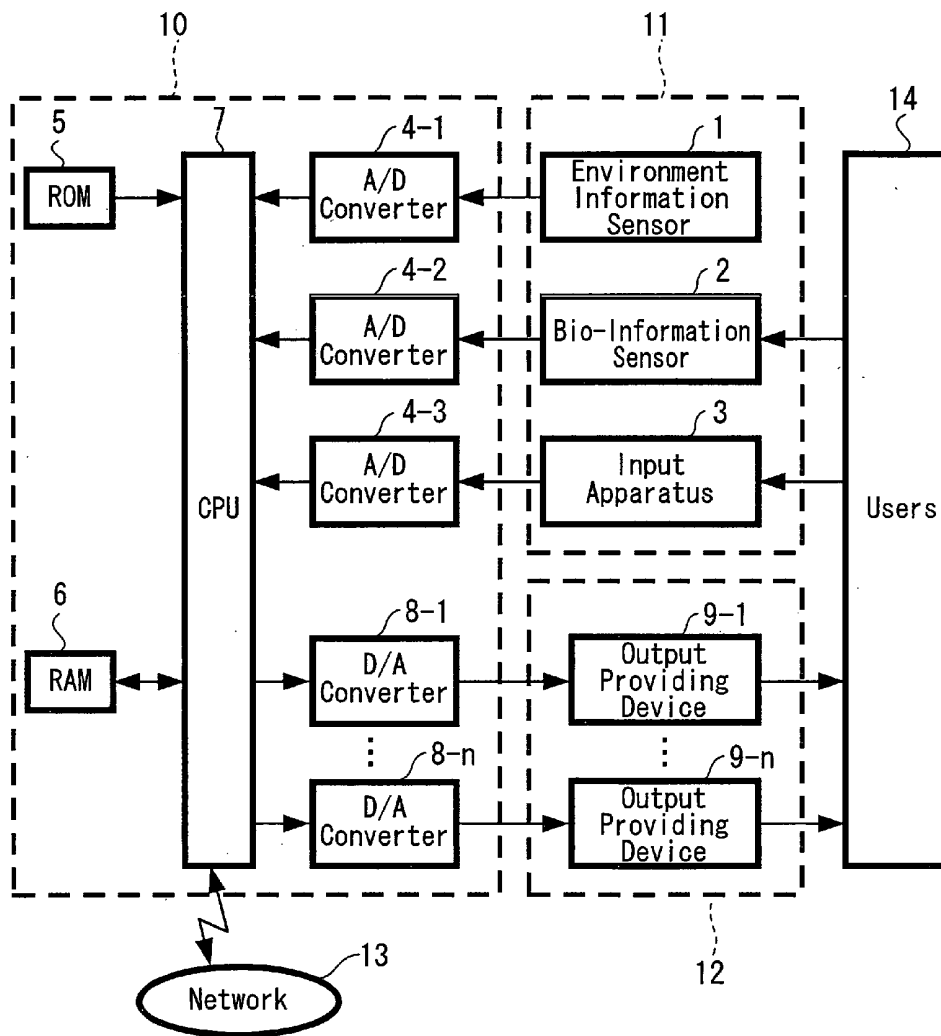 10
11
5
7
4-1
1
14
ROM
A/D
Converter
Environment
Information
Sensor
4-2
2
A/D
Converter
Bio-Information
Sensor
4-3
3
A/D
Converter
Input
Apparatus
CPU
Users
6
8-1
9-1
RAM
D/A
Converter
Output
Providing
Device
8-n
9-n
D/A
Converter
Output
Providing
Device
13
12
Network